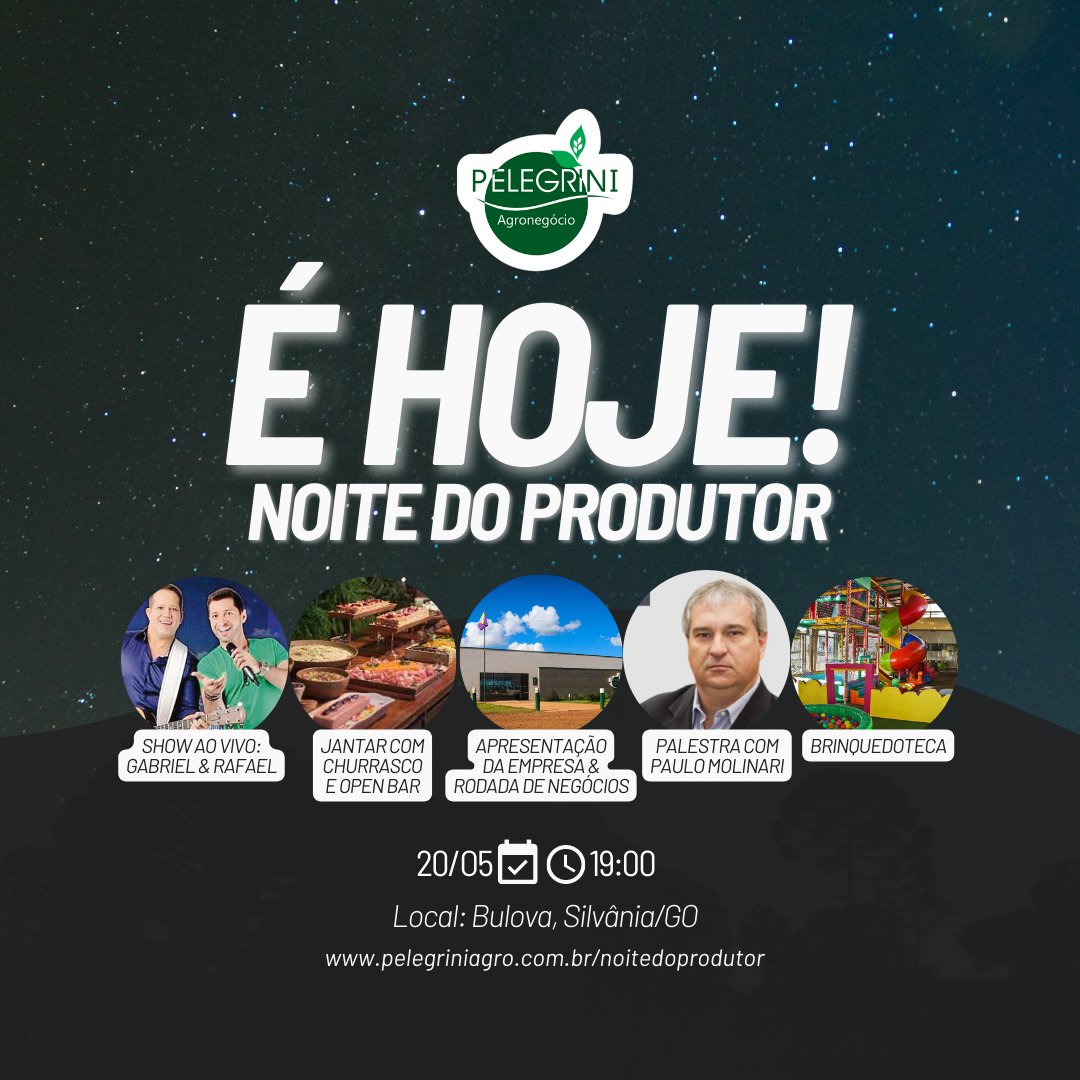 PELEGRINI
Agronegócio
É HOJE!
NOITE DO PRODUTOR
SHOW AO VIVO:
GABRIEL & RAFAEL
JANTAR COM
CHURRASCO
E OPEN BAR
APRESENTAÇÃO
DA EMPRESA &
RODADA DE NEGÓCIOS
PALESTRA COM
PAULO MOLINARI
BRINQUEDOTECA
20/05 19:00
Local: Bulova, Silvânia/GO
www.pelegriniagro.com.br/noitedoprodutor